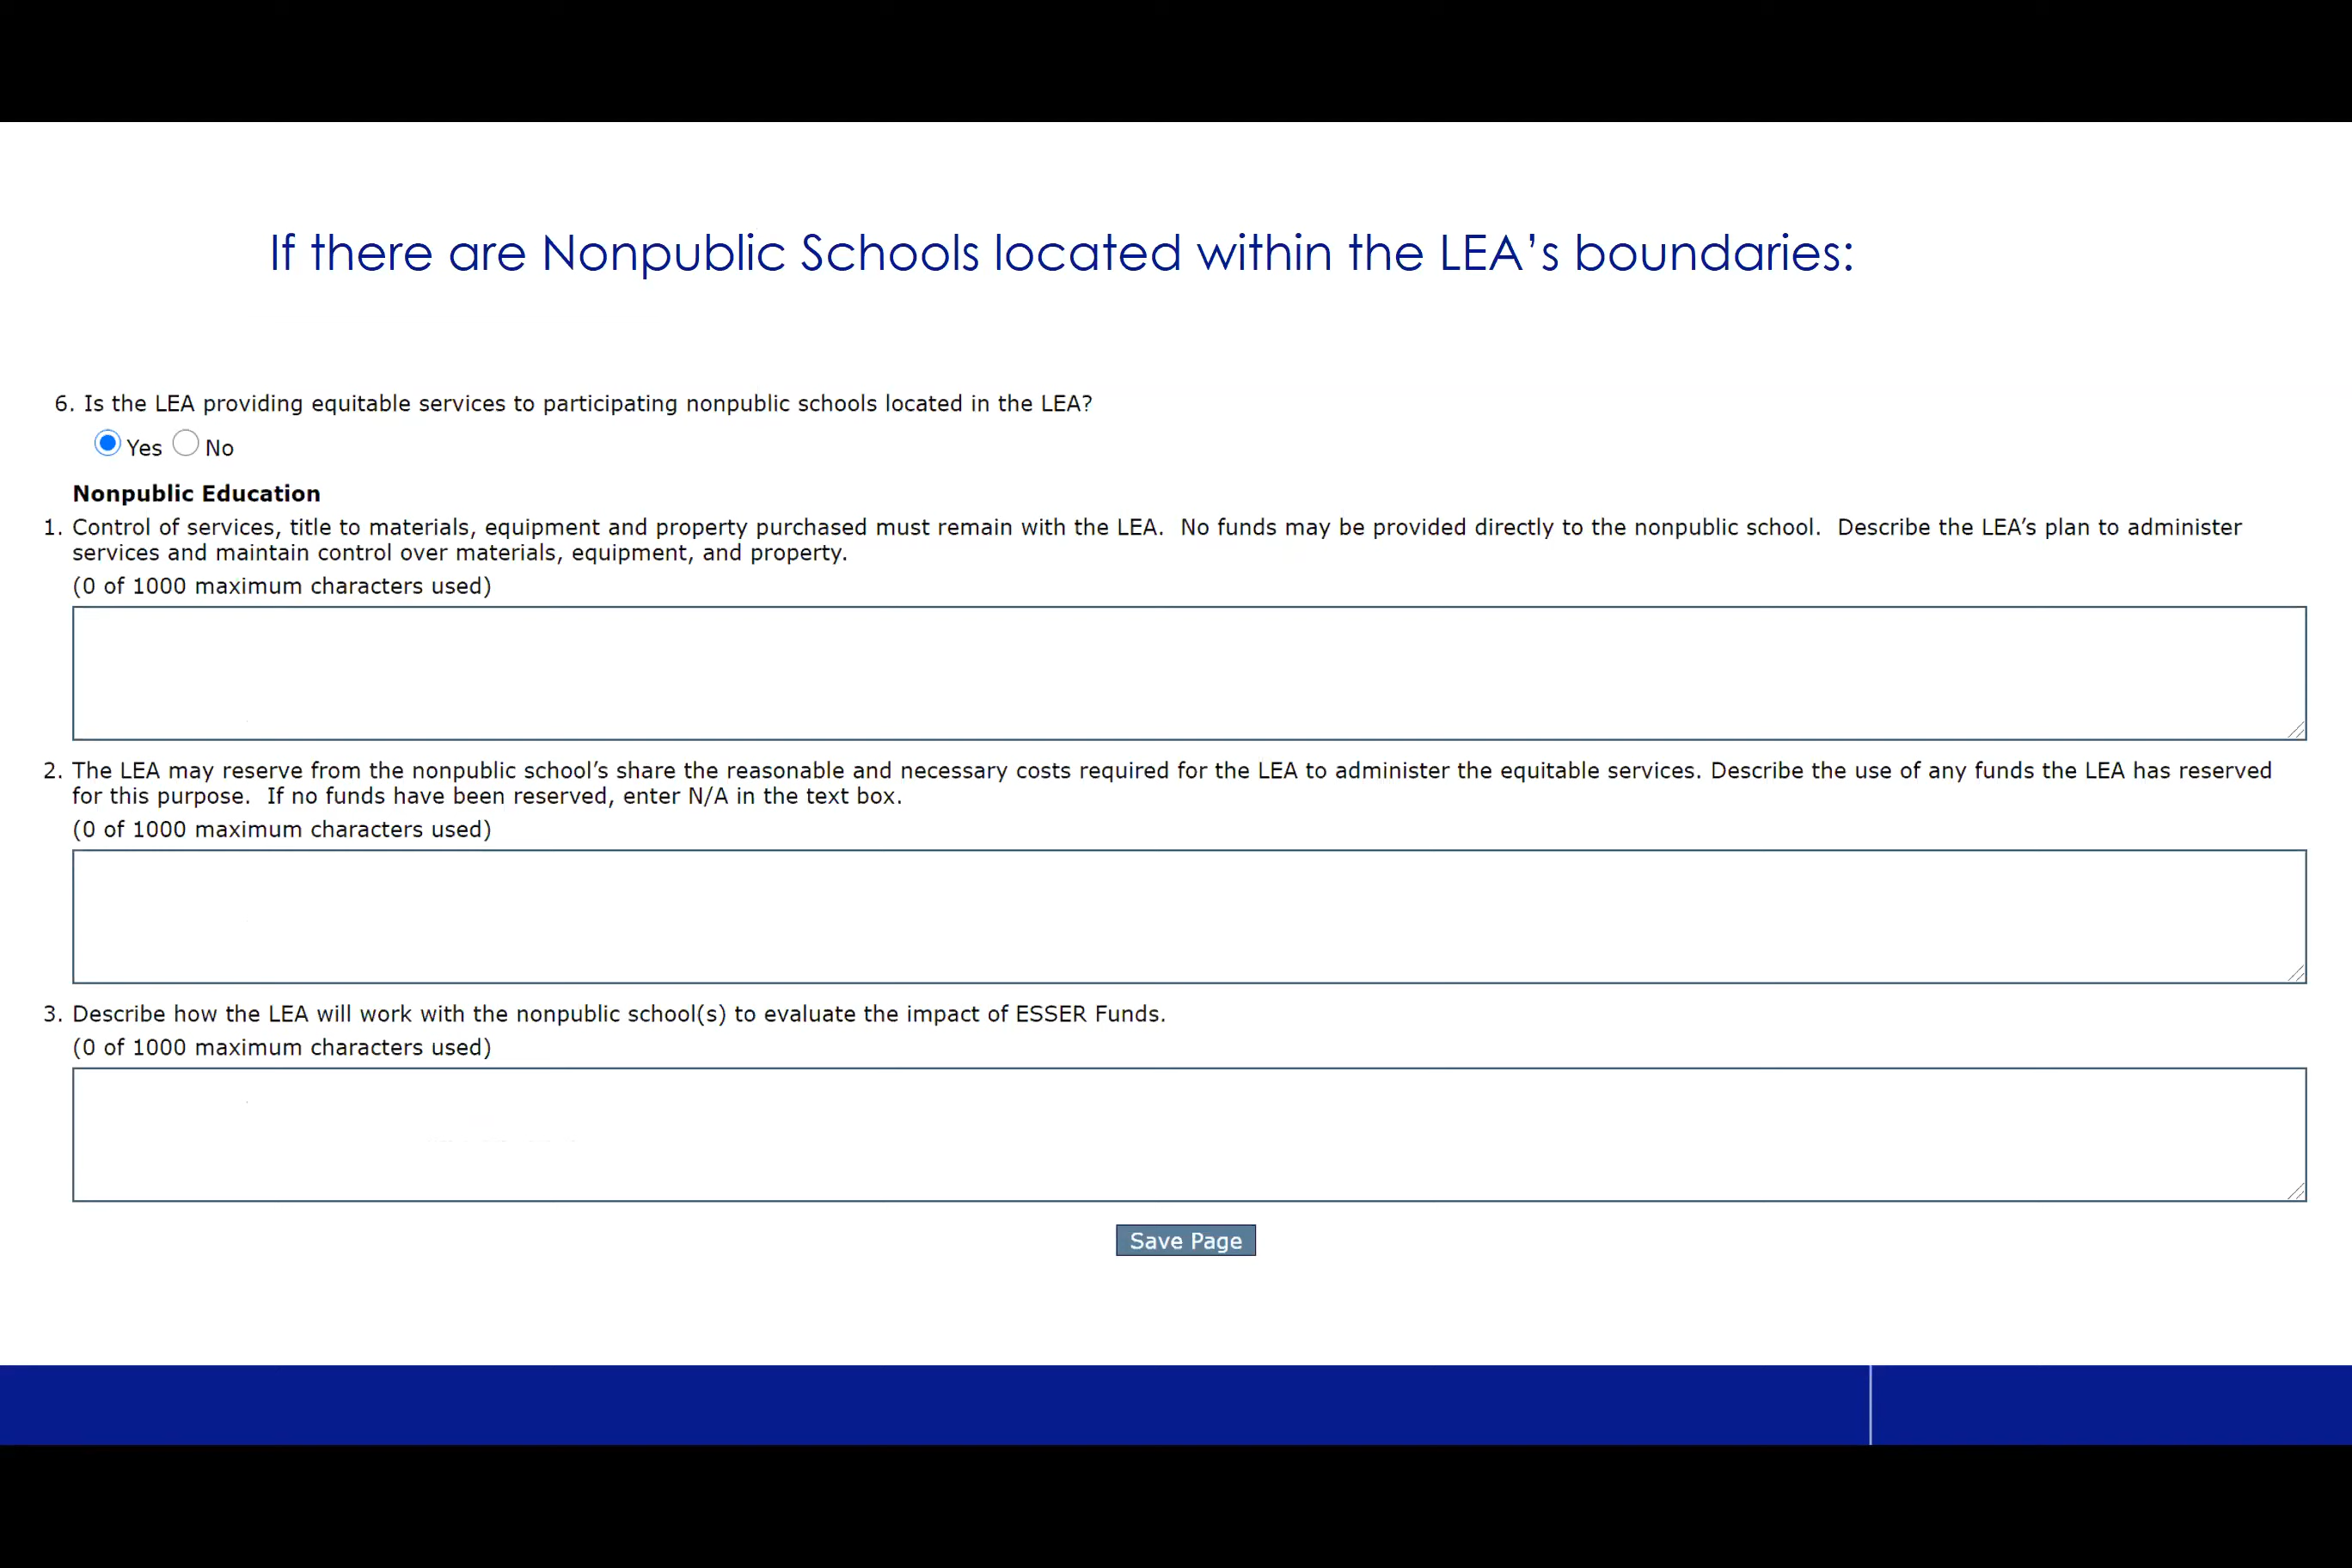 If there are Nonpublic Schools located within the LEA’s boundaries:
6. Is the LEA providing equitable services to participating nonpublic schools located in the LEA?
Yes No
Nonpublic Education
1. Control of services, title to materials, equipment and property purchased must remain with the LEA.  No funds may be provided directly to the nonpublic school.  Describe the LEA’s plan to administer
services and maintain control over materials, equipment, and property.
(0 of 1000 maximum characters used)
2. The LEA may reserve from the nonpublic school’s share the reasonable and necessary costs required for the LEA to administer the equitable services. Describe the use of any funds the LEA has reserved
for this purpose.  If no funds have been reserved, enter N/A in the text box.
(0 of 1000 maximum characters used)
3. Describe how the LEA will work with the nonpublic school(s) to evaluate the impact of ESSER Funds.
(0 of 1000 maximum characters used)
Save Page